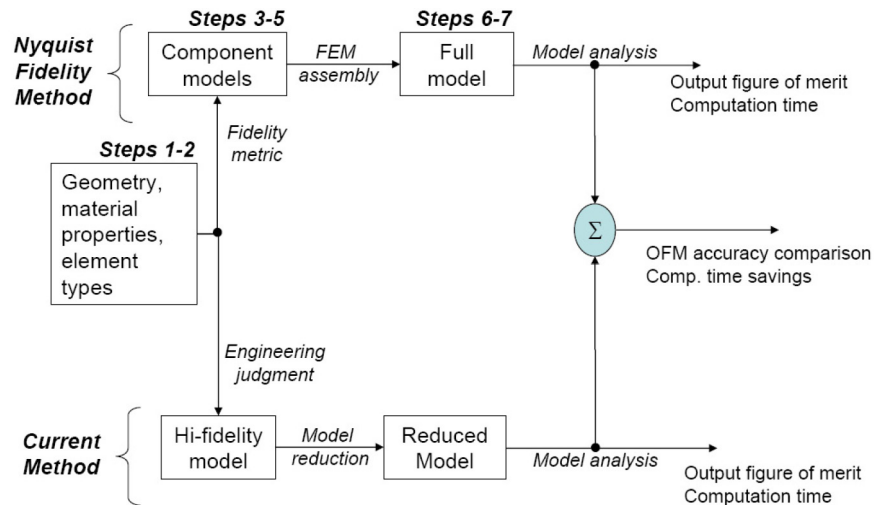 Steps 3-5
Steps 6-7
Nyquist
Fidelity
Method
Component
models
FEM
assembly
Full
model
Model analysis
Output figure of merit
Computation time
Fidelity
metric
Steps 1-2
Geometry,
material
properties,
element
types
Σ
OFM accuracy comparison
Comp. time savings
Engineering
judgment
Current
Method
Hi-fidelity
model
Model
reduction
Reduced
Model
Model analysis
Output figure of merit
Computation time